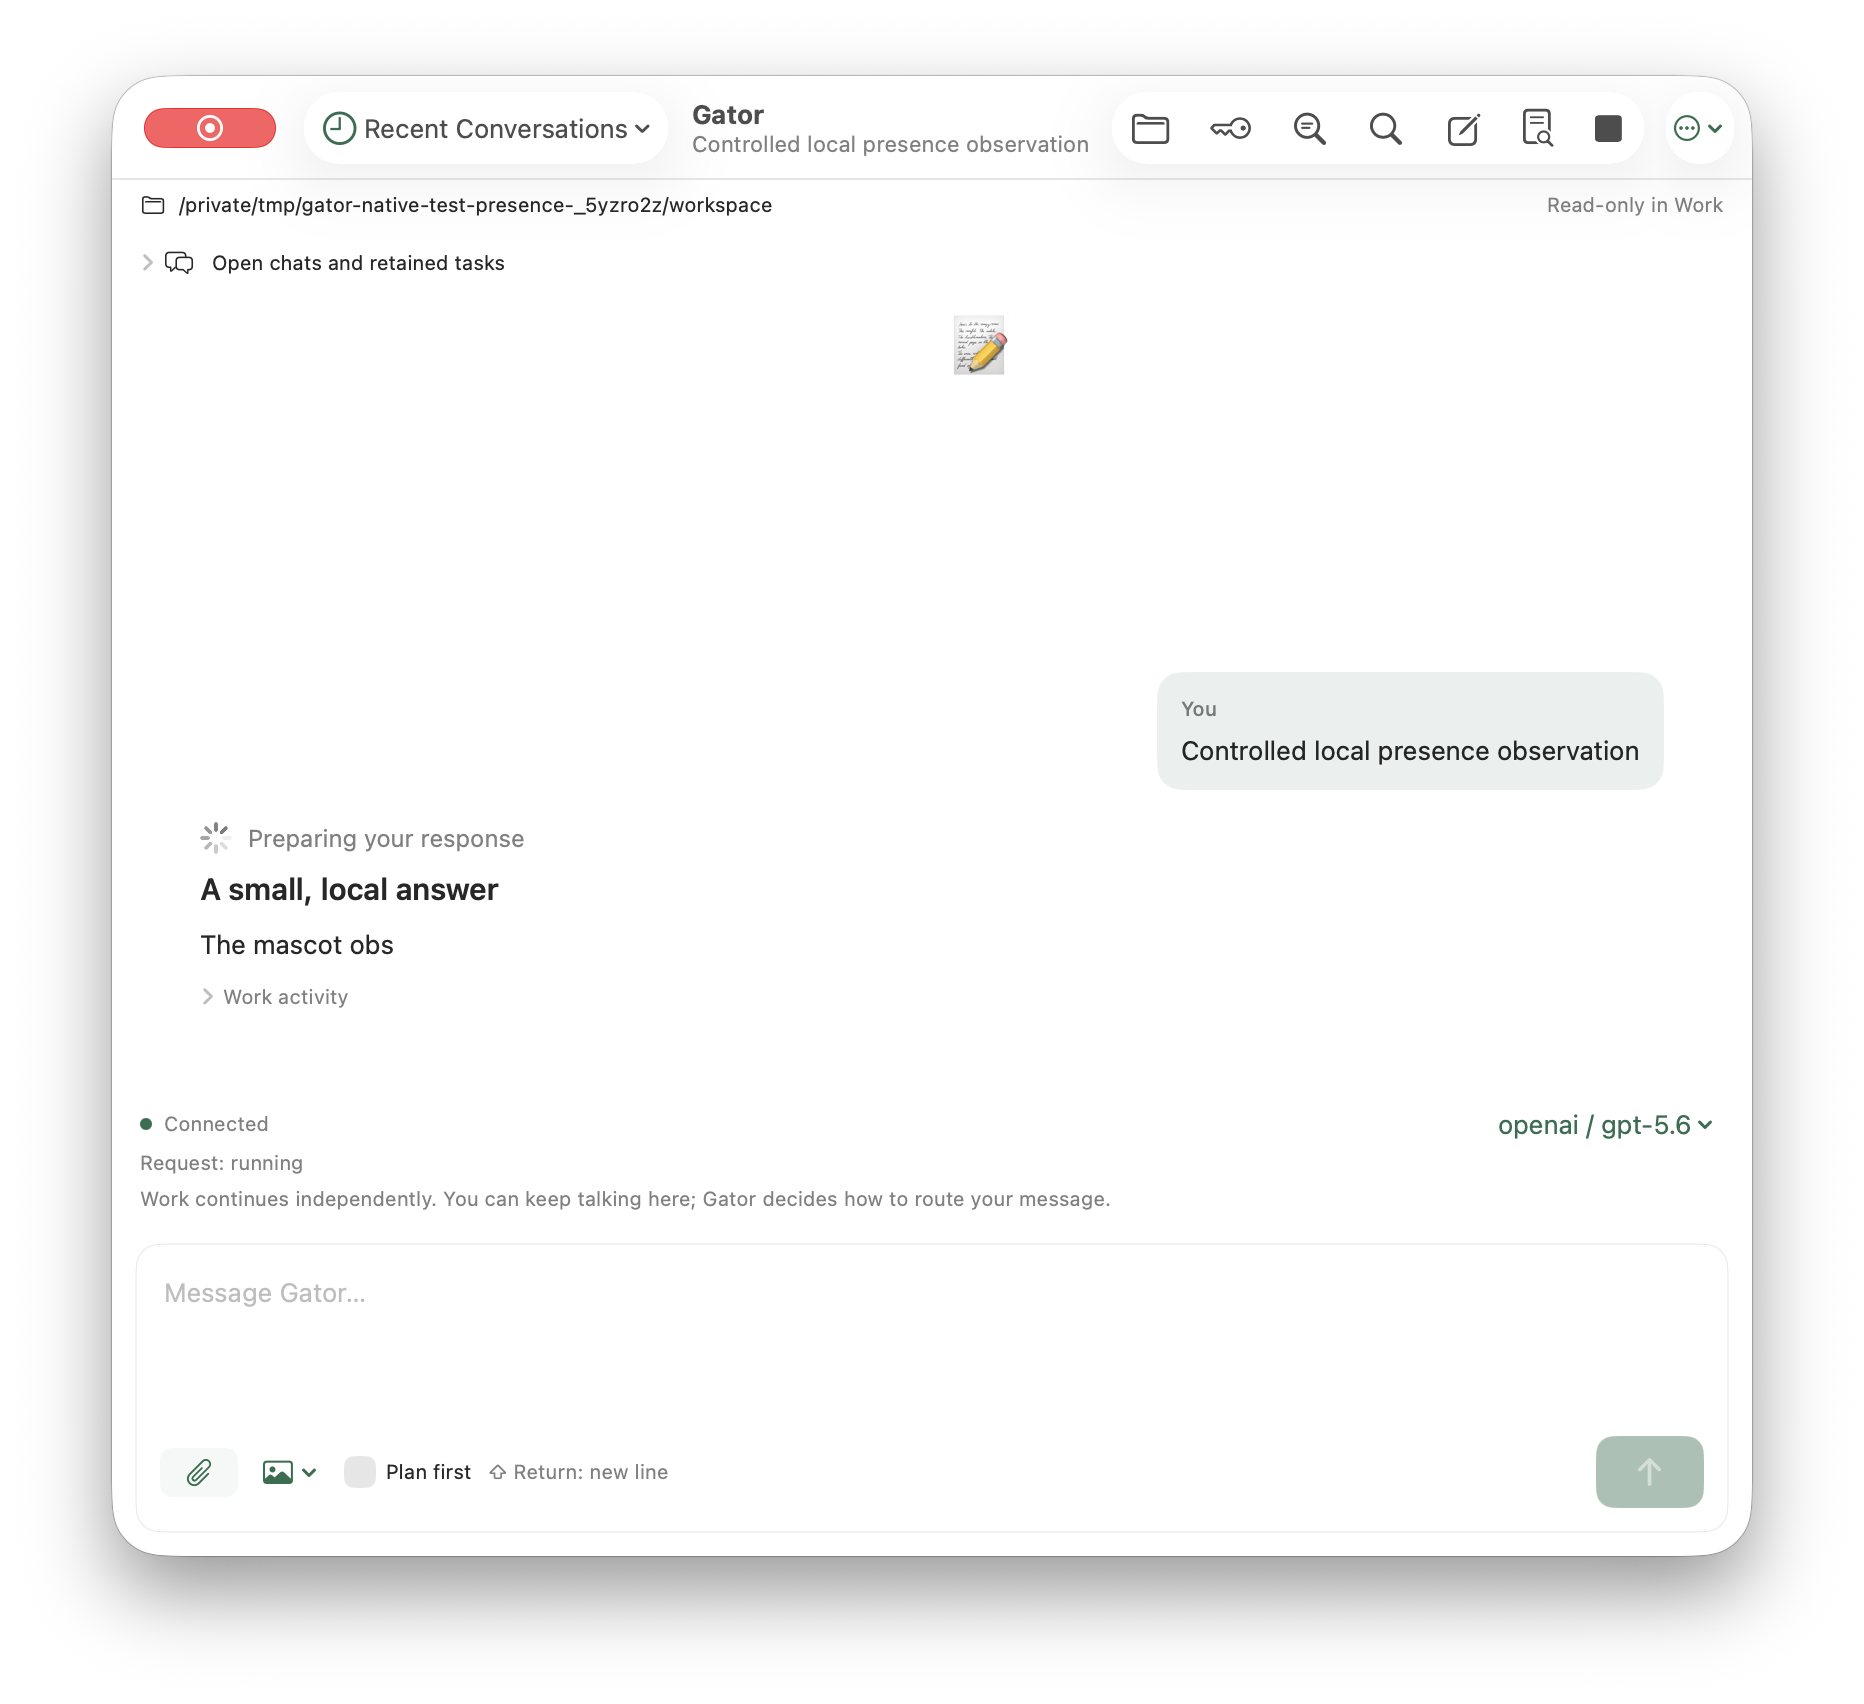 Recent Conversations
Gator
Controlled local presence observation
/private/tmp/gator-native-test-presence-_5yzro2z/workspace
Read-only in Work
Open chats and retained tasks
You
Controlled local presence observation
Preparing your response
A small, local answer
The mascot obs
Work activity
Connected
openai / gpt-5.6
Request: running
Work continues independently. You can keep talking here; Gator decides how to route your message.
Message Gator...
Plan first
Return: new line